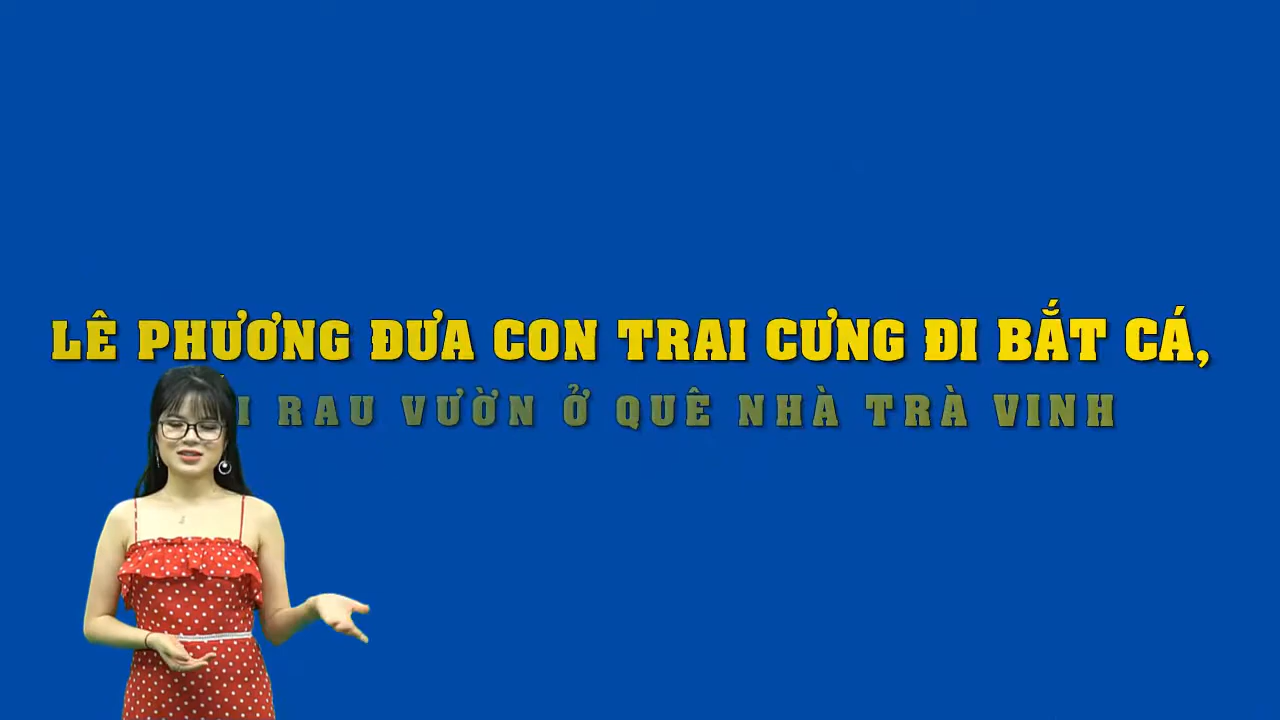 LÊ PHƯƠNG ĐƯA CON TRAI CƯNG ĐI BẮT CÁ,
RAU VƯỜN Ở QUÊ NHÀ TRÀ VINH